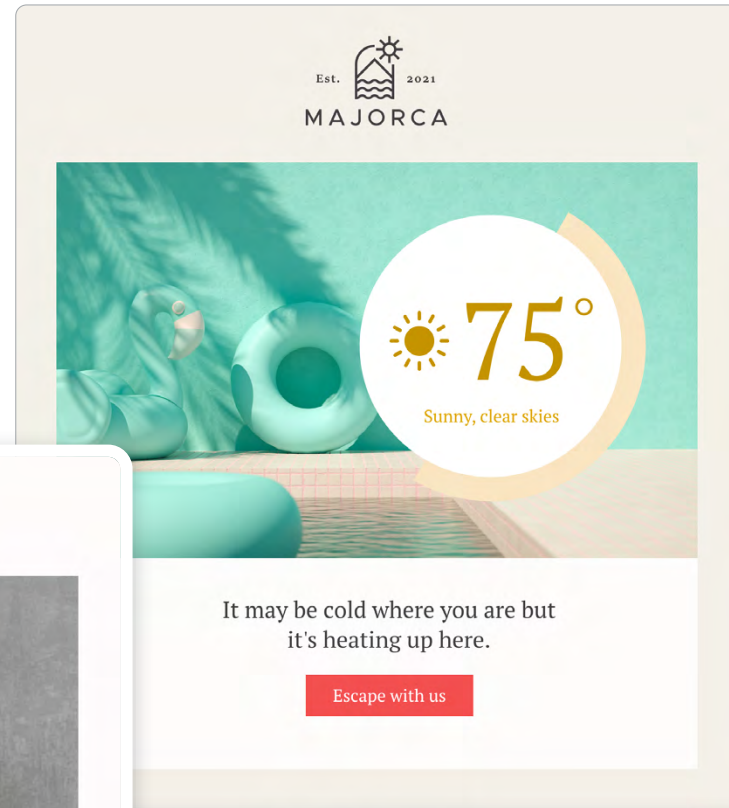 Est. 2021
MAJORCA
75°
Sunny, clear skies
It may be cold where you are but
it's heating up here.
Escape with us